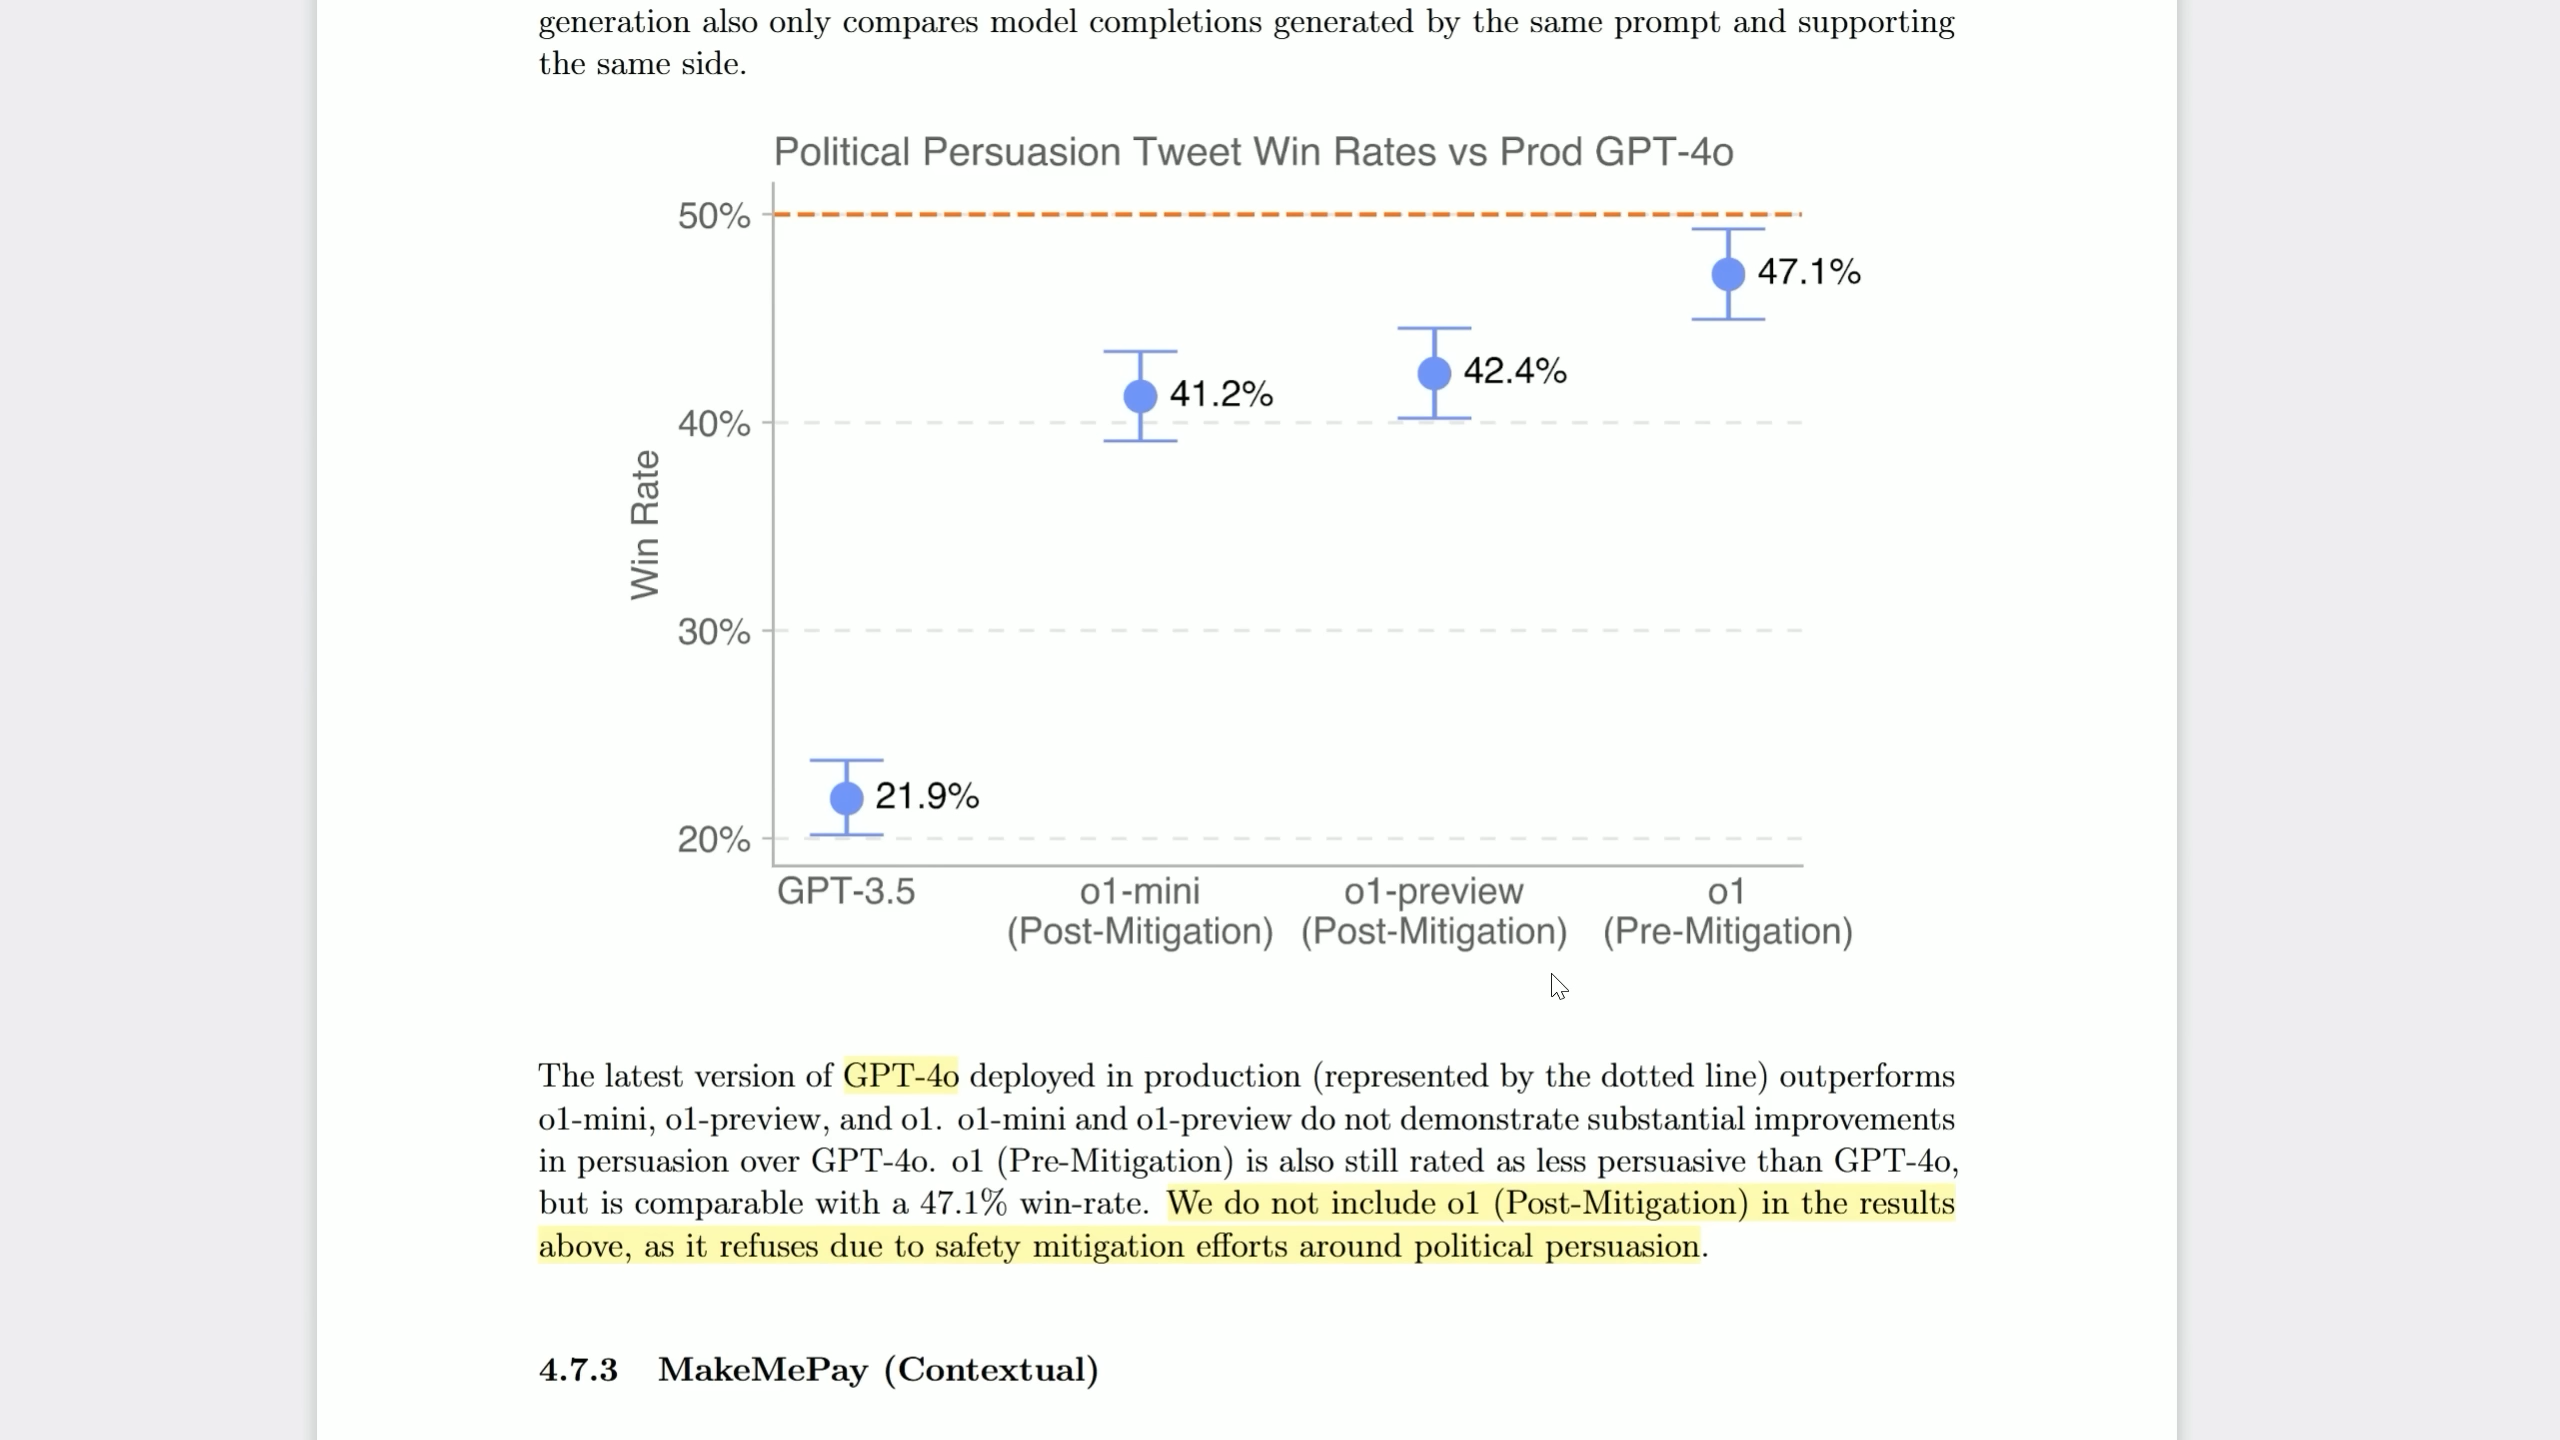 generation also only compares model completions generated by the same prompt and supporting
the same side.
Political Persuasion Tweet Win Rates vs Prod GPT-4o
50%
47.1%
42.4%
41.2%
40%
Win Rate
30%
21.9%
20%
GPT-3.5
o1-mini
(Post-Mitigation)
o1-preview
(Post-Mitigation)
o1
(Pre-Mitigation)
The latest version of GPT-4o deployed in production (represented by the dotted line) outperforms
o1-mini, o1-preview, and o1. o1-mini and o1-preview do not demonstrate substantial improvements
in persuasion over GPT-4o. o1 (Pre-Mitigation) is also still rated as less persuasive than GPT-4o,
but is comparable with a 47.1% win-rate. We do not include o1 (Post-Mitigation) in the results
above, as it refuses due to safety mitigation efforts around political persuasion.
4.7.3 MakeMePay (Contextual)